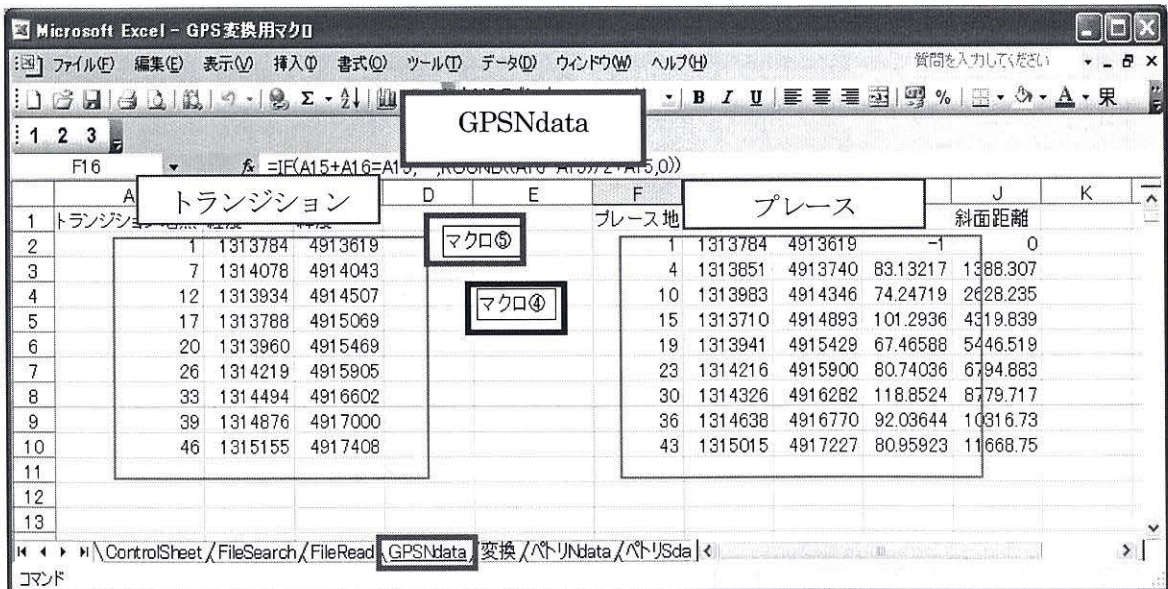 Microsoft Excel - GPS変換用マクロ
ファイル(F) 編集(E) 表示(V) 挿入(I) 書式(O) ツール(T) データ(D) ウィンドウ(W) ヘルプ(H) 質問を入力してください
B I U %
GPSNdata
1 2 3
F16 fx =IF(A15+A16=A15,
A D E F J K
トランジション
プレース
1 トランジション プレース地 斜面距離
2 1 1313784 4913619 1 1313784 4913619 -1 0
3 7 1314078 4914043 4 1313851 4913740 83.13217 1388.307
4 12 1313934 4914507 10 1313983 4914346 74.24719 2628.235
5 17 1313788 4915069 15 1313710 4914893 101.2936 4319.839
6 20 1313960 4915469 19 1313941 4915429 67.46588 5446.519
7 26 1314219 4915905 23 1314216 4915900 80.74036 6794.883
8 33 1314494 4916602 30 1314326 4916282 118.8524 8779.717
9 39 1314876 4917000 36 1314638 4916770 92.03644 10316.73
10 46 1315155 4917408 43 1315015 4917227 80.95923 11668.75
マクロ⑤
マクロ④
11
12
13
ControlSheet / FileSearch / FileRead \ GPSNdata / 変換 / ペトリNdata / ペトリSda
コマンド